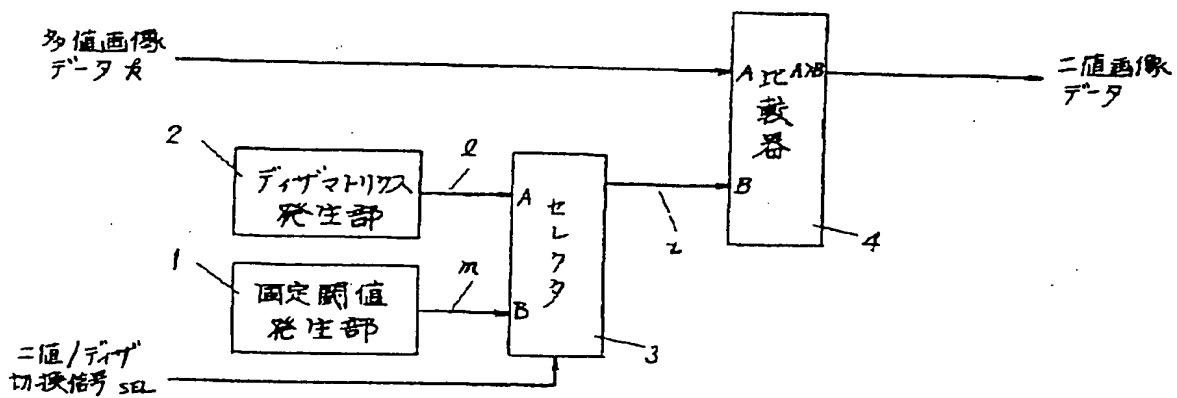 多値画像
データ k
A 比較器 A>B
二値画像
データ
2
ディザマトリクス
発生部
l
A
セレクタ
B
4
1
固定閾値
発生部
m
B
3
二値/ディザ
切換信号 SEL